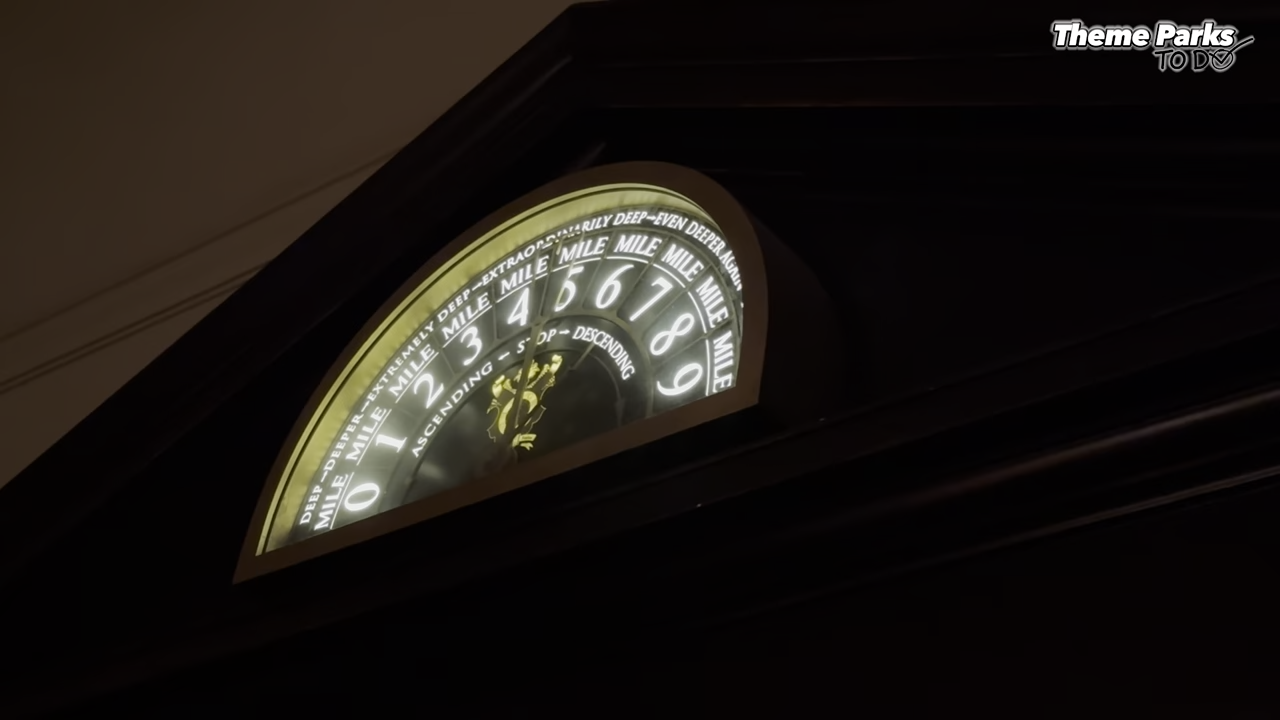 Theme Parks
TO DO
DEEP→DEEPER→EXTREMELY DEEP→EXTRAORDINARILY DEEP→EVEN DEEPER AGAIN
MILE MILE MILE MILE MILE MILE MILE MILE MILE MILE
0 1 2 3 4 5 6 7 8 9
ASCENDING ← STOP → DESCENDING